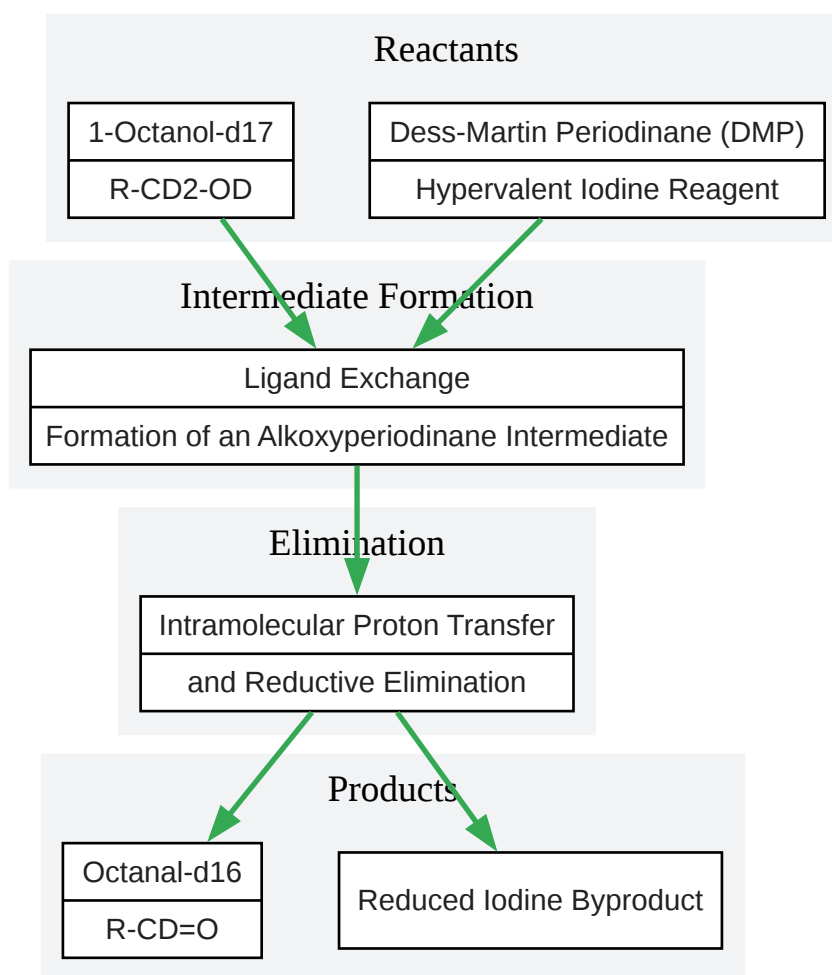 Reactants
1-Octanol-d17
R-CD2-OD
Dess-Martin Periodinane (DMP)
Hypervalent Iodine Reagent
Intermediate Formation
Ligand Exchange
Formation of an Alkoxyperiodinane Intermediate
Elimination
Intramolecular Proton Transfer
and Reductive Elimination
Products
Octanal-d16
R-CD=O
Reduced Iodine Byproduct